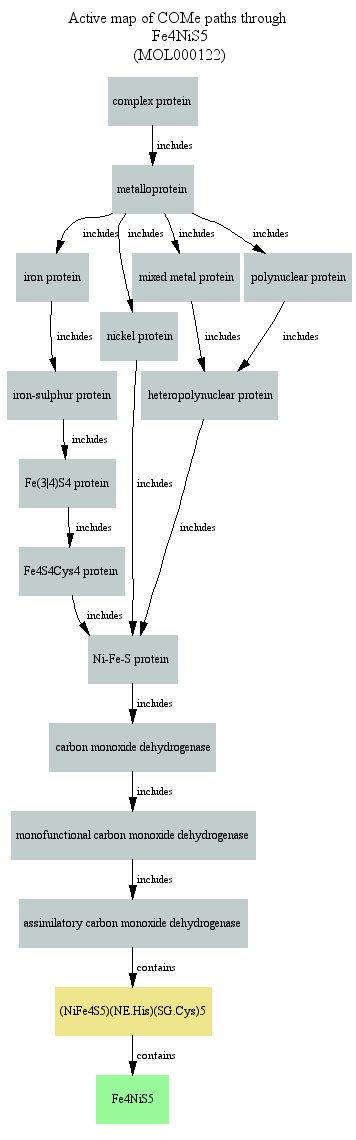 Active map of COMe paths through
Fe4NiS5
(MOL000122)
complex protein
includes
metalloprotein
includes includes includes includes
iron protein
mixed metal protein
polynuclear protein
nickel protein
includes
includes
includes
iron-sulphur protein
heteropolynuclear protein
includes
Fe(3|4)S4 protein
includes
includes
includes
Fe4S4Cys4 protein
includes
Ni-Fe-S protein
includes
carbon monoxide dehydrogenase
includes
monofunctional carbon monoxide dehydrogenase
includes
assimilatory carbon monoxide dehydrogenase
contains
(NiFe4S5)(NE.His)(SG.Cys)5
contains
Fe4NiS5